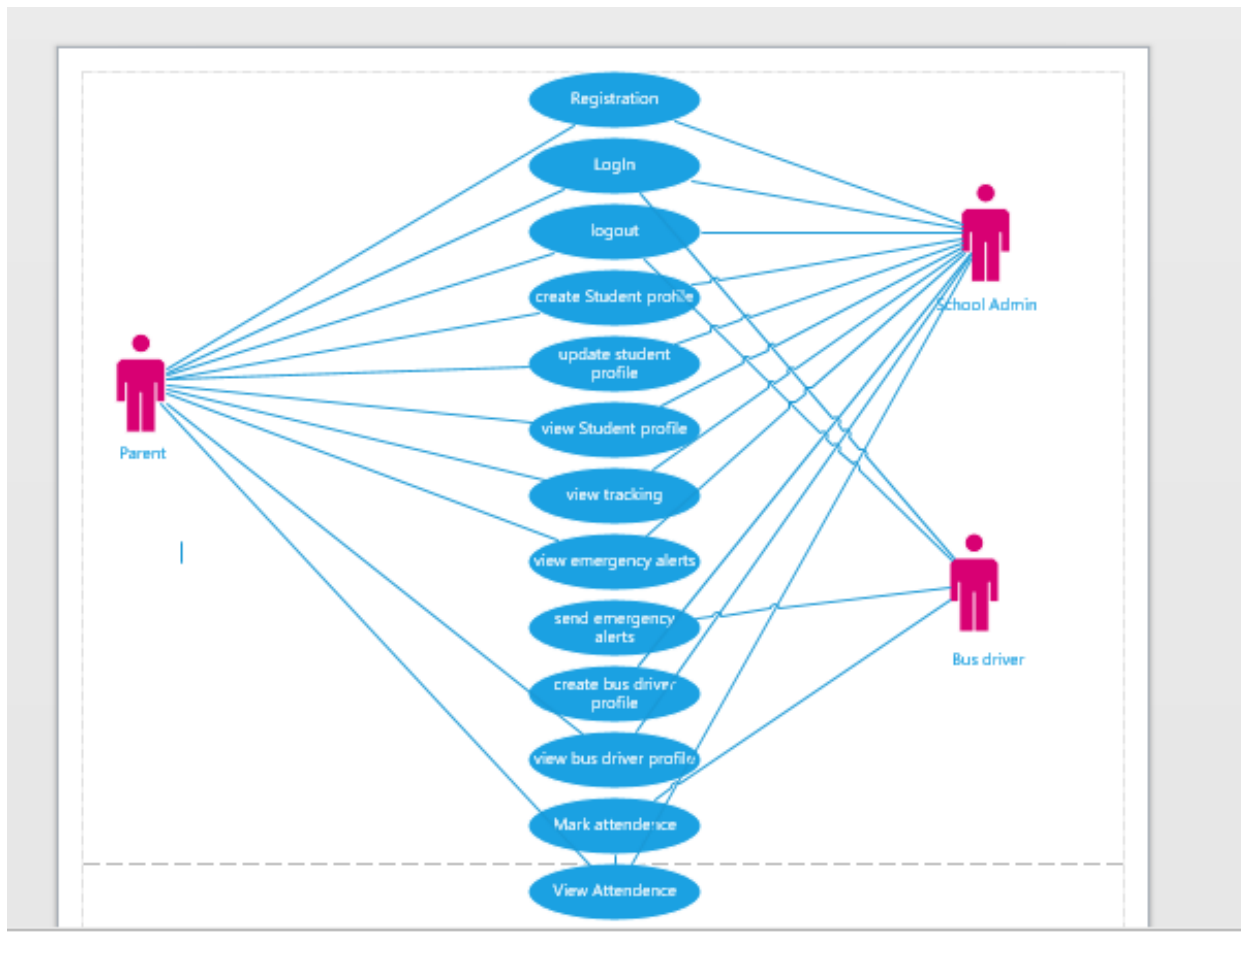 Registration
LogIn
logout
create Student profile
update student
profile
view Student profile
view tracking
view emergency alerts
send emergency
alerts
create bus driver
profile
view bus driver profile
Mark attendence
View Attendence
Parent
School Admin
Bus driver